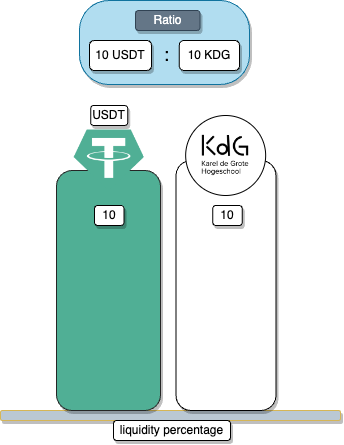 Ratio
10 USDT : 10 KDG
USDT
KdG
Karel de Grote
Hogeschool
10
10
liquidity percentage